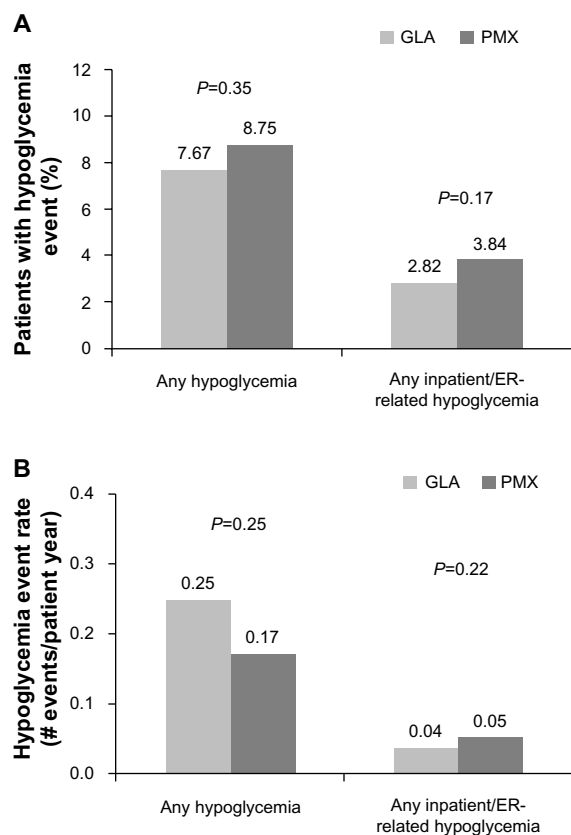 A
GLA PMX
Patients with hypoglycemia
event (%)
12
10
8
6
4
2
0
P=0.35
7.67
8.75
P=0.17
2.82
3.84
Any hypoglycemia
Any inpatient/ER-
related hypoglycemia
B
GLA PMX
Hypoglycemia event rate
(# events/patient year)
0.4
0.3
0.2
0.1
0.0
P=0.25
0.25
0.17
P=0.22
0.04
0.05
Any hypoglycemia
Any inpatient/ER-
related hypoglycemia